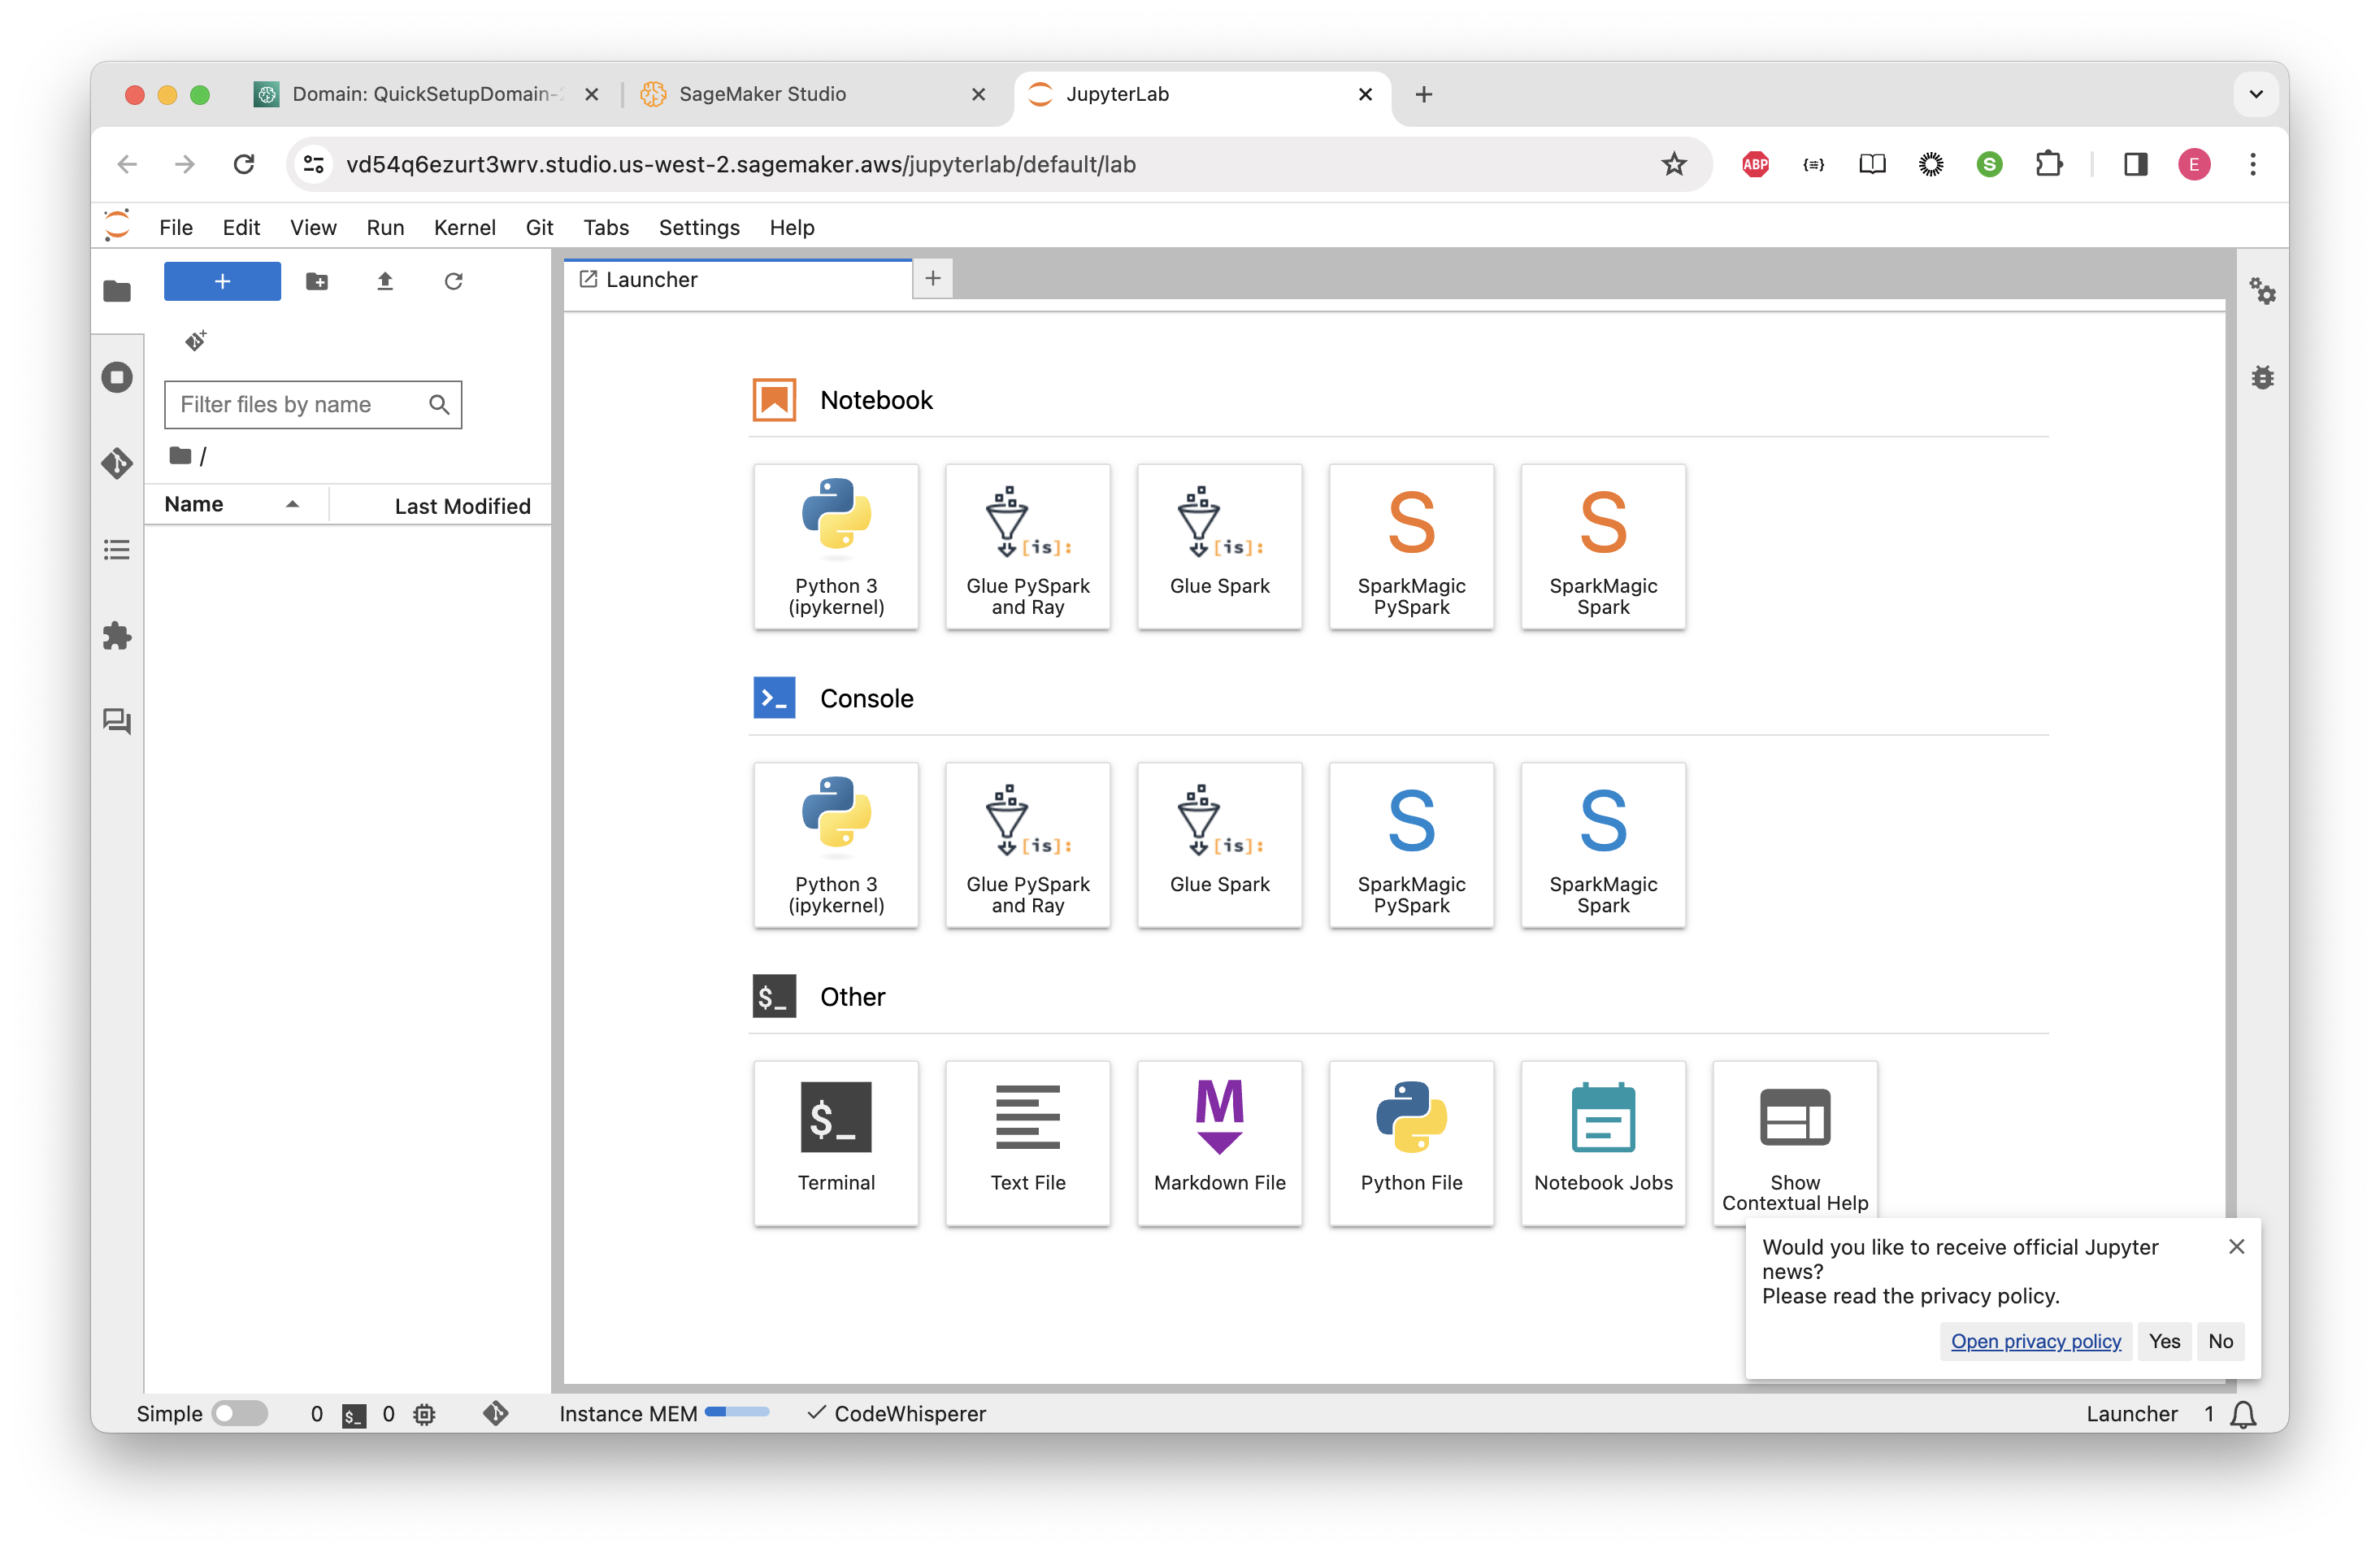 Domain: QuickSetupDomain-
SageMaker Studio
JupyterLab
vd54q6ezurt3wrv.studio.us-west-2.sagemaker.aws/jupyterlab/default/lab
ABP
S
E
File Edit View Run Kernel Git Tabs Settings Help
+
Launcher
Filter files by name
/
Name
Last Modified
Notebook
Python 3
(ipykernel)
[is]:
Glue PySpark
and Ray
[is]:
Glue Spark
S
SparkMagic
PySpark
S
SparkMagic
Spark
Console
Python 3
(ipykernel)
[is]:
Glue PySpark
and Ray
[is]:
Glue Spark
S
SparkMagic
PySpark
S
SparkMagic
Spark
$_
Other
$_
Terminal
Text File
M
Markdown File
Python File
Notebook Jobs
Show
Contextual Help
Would you like to receive official Jupyter
news?
Please read the privacy policy.
Open privacy policy
Yes
No
Simple
0
$_
0
Instance MEM
CodeWhisperer
Launcher
1